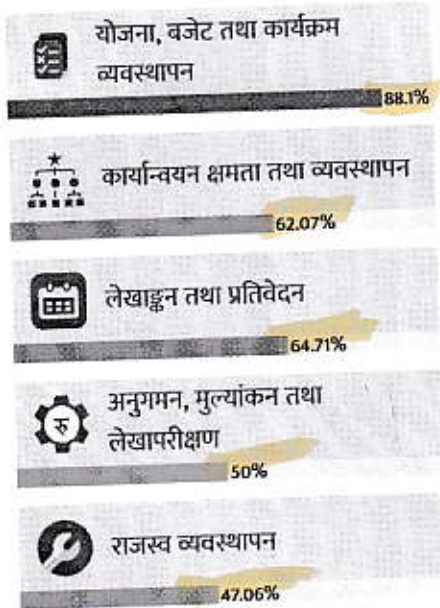 योजना, बजेट तथा कार्यक्रम
व्यवस्थापन
88.1%
कार्यान्वयन क्षमता तथा व्यवस्थापन
62.07%
लेखाङ्कन तथा प्रतिवेदन
64.71%
अनुगमन, मुल्यांकन तथा
लेखापरीक्षण
रु
50%
राजस्व व्यवस्थापन
47.06%